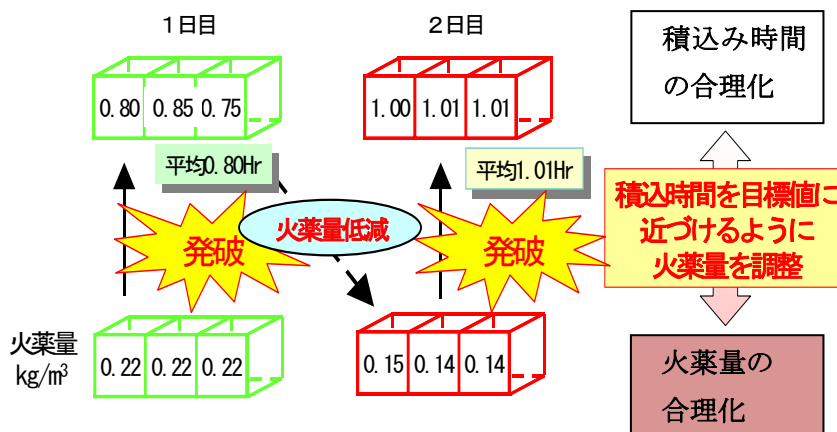 1日目
2日目
0.80 0.85 0.75
1.00 1.01 1.01
平均0.80Hr
平均1.01Hr
発破
火薬量低減
発破
火薬量
kg/m³
0.22 0.22 0.22
0.15 0.14 0.14
積込み時間
の合理化
積込時間を目標値に
近づけるように
火薬量を調整
火薬量の
合理化